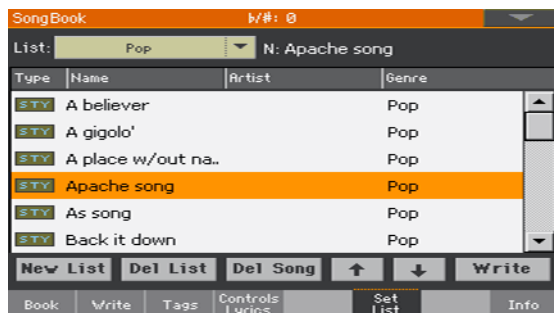 SongBook ♭/#: 0
List: Pop N: Apache song
Type Name Artist Genre
STY A believer Pop
STY A gigolo' Pop
STY A place w/out na.. Pop
STY Apache song Pop
STY As song Pop
STY Back it down Pop
New List Del List Del Song Write
Book Write Tags Controls Lyrics Set List Info